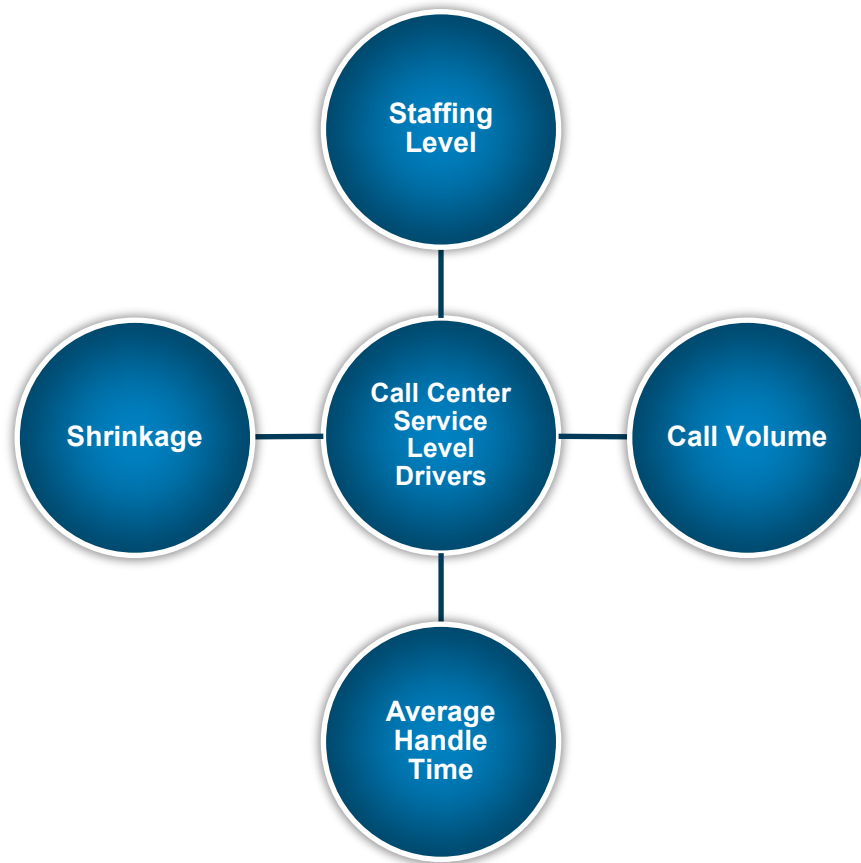 Staffing
Level
Shrinkage
Call Center
Service
Level
Drivers
Call Volume
Average
Handle
Time